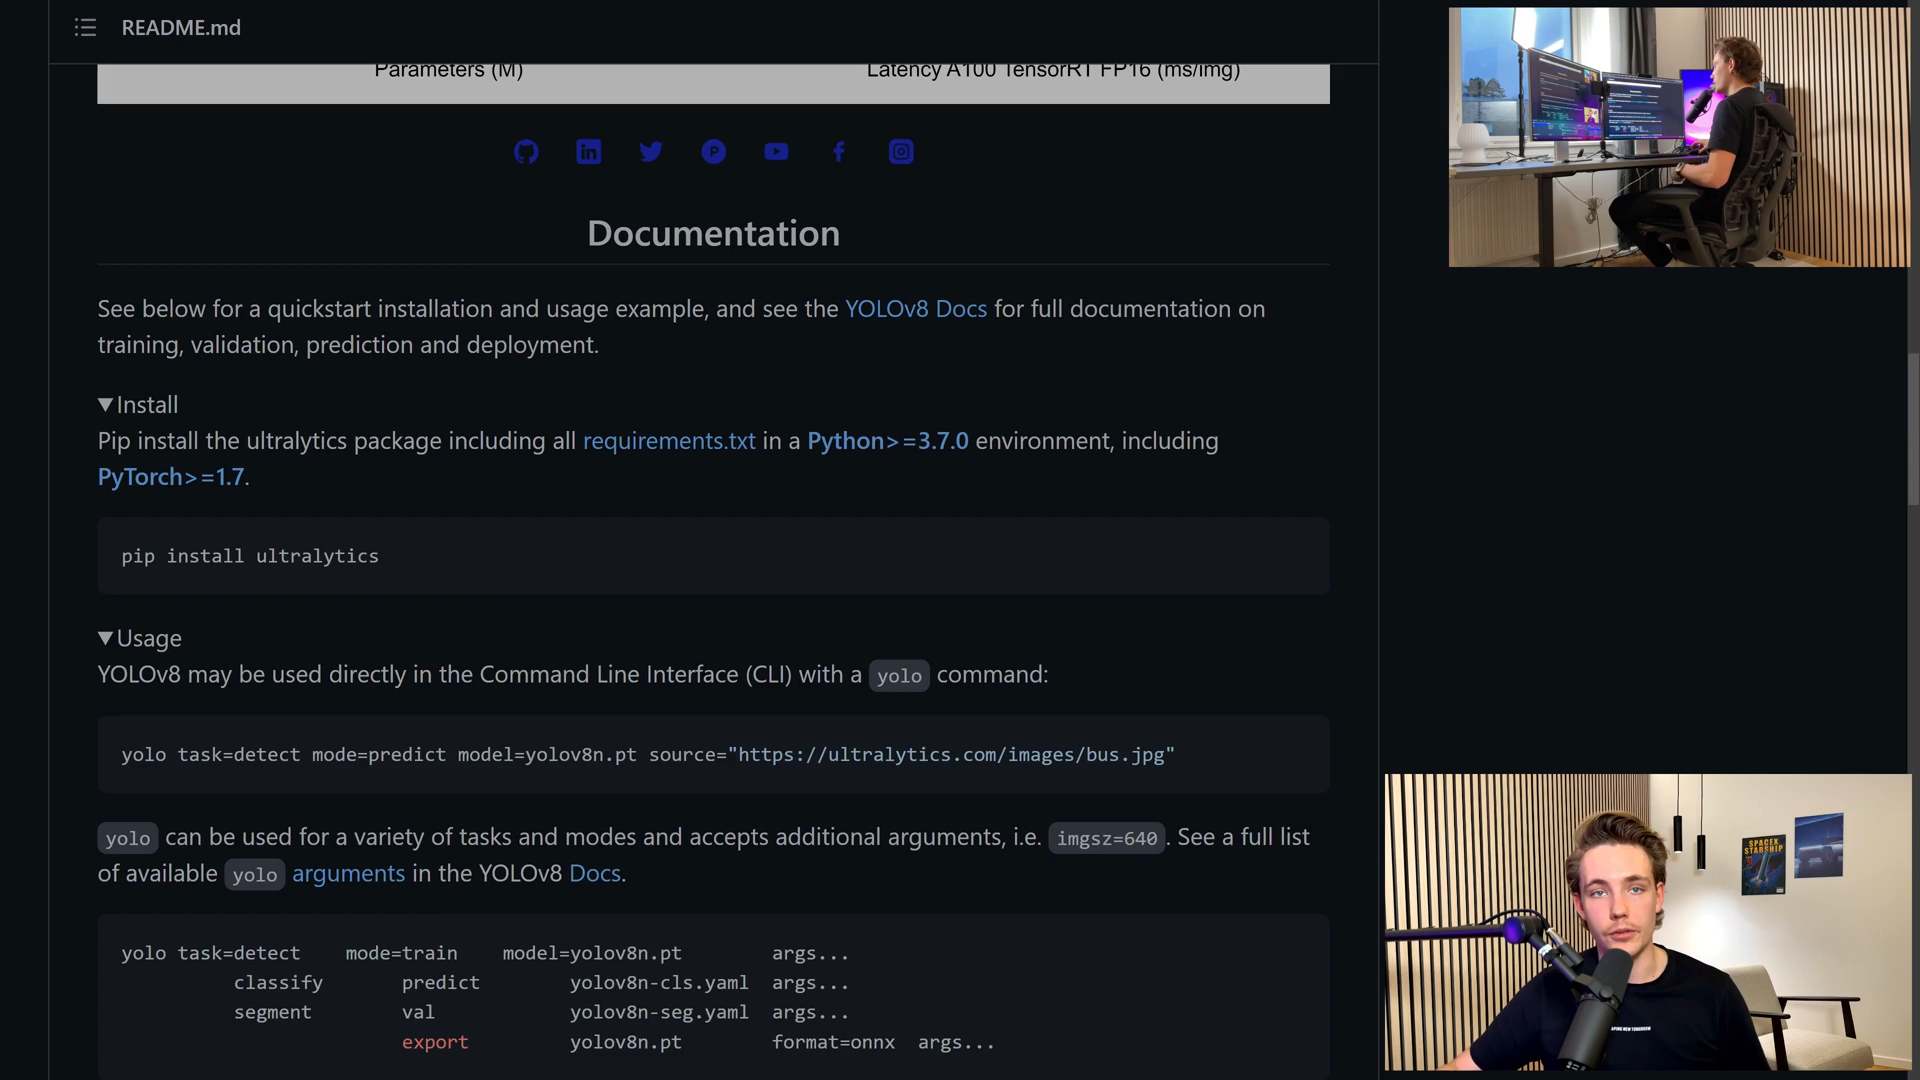 README.md
Parameters (M) Latency A100 TensorRT FP16 (ms/img)
Documentation
See below for a quickstart installation and usage example, and see the YOLOv8 Docs for full documentation on
training, validation, prediction and deployment.
▼Install
Pip install the ultralytics package including all requirements.txt in a Python>=3.7.0 environment, including
PyTorch>=1.7.
pip install ultralytics
▼Usage
YOLOv8 may be used directly in the Command Line Interface (CLI) with a yolo command:
yolo task=detect mode=predict model=yolov8n.pt source="https://ultralytics.com/images/bus.jpg"
yolo can be used for a variety of tasks and modes and accepts additional arguments, i.e. imgsz=640. See a full list
of available yolo arguments in the YOLOv8 Docs.
yolo task=detect mode=train model=yolov8n.pt args...
classify predict yolov8n-cls.yaml args...
segment val yolov8n-seg.yaml args...
export yolov8n.pt format=onnx args...
SPACEX
STARSHIP